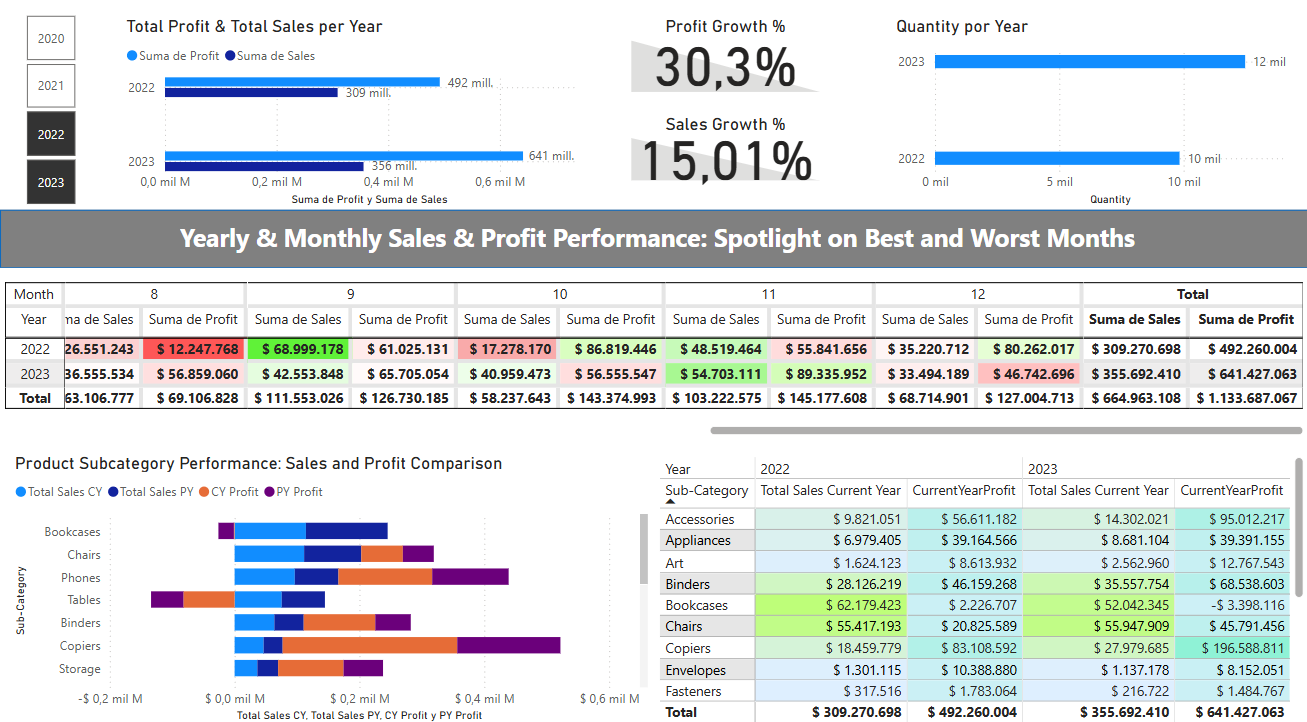 2020
2021
2022
2023
Total Profit & Total Sales per Year
Suma de Profit Suma de Sales
2022
492 mill.
309 mill.
2023
641 mill.
356 mill.
0,0 mil M 0,2 mil M 0,4 mil M 0,6 mil M
Suma de Profit y Suma de Sales
Profit Growth %
30,3%
Sales Growth %
15,01%
Quantity por Year
2023 12 mil
2022 10 mil
0 mil 5 mil 10 mil
Quantity
Yearly & Monthly Sales & Profit Performance: Spotlight on Best and Worst Months
Month 8 9 10 11 12 Total
Year ma de Sales Suma de Profit Suma de Sales Suma de Profit Suma de Sales Suma de Profit Suma de Sales Suma de Profit Suma de Sales Suma de Profit Suma de Sales Suma de Profit
2022 26.551.243 $ 12.247.768 $ 68.999.178 $ 61.025.131 $ 17.278.170 $ 86.819.446 $ 48.519.464 $ 55.841.656 $ 35.220.712 $ 80.262.017 $ 309.270.698 $ 492.260.004
2023 36.555.534 $ 56.859.060 $ 42.553.848 $ 65.705.054 $ 40.959.473 $ 56.555.547 $ 54.703.111 $ 89.335.952 $ 33.494.189 $ 46.742.696 $ 355.692.410 $ 641.427.063
Total 63.106.777 $ 69.106.828 $ 111.553.026 $ 126.730.185 $ 58.237.643 $ 143.374.993 $ 103.222.575 $ 145.177.608 $ 68.714.901 $ 127.004.713 $ 664.963.108 $ 1.133.687.067
Product Subcategory Performance: Sales and Profit Comparison
Total Sales CY Total Sales PY CY Profit PY Profit
Sub-Category
Bookcases
Chairs
Phones
Tables
Binders
Copiers
Storage
-$ 0,2 mil M $ 0,0 mil M $ 0,2 mil M $ 0,4 mil M $ 0,6 mil M
Total Sales CY, Total Sales PY, CY Profit y PY Profit
Year 2022 2023
Sub-Category Total Sales Current Year CurrentYearProfit Total Sales Current Year CurrentYearProfit
Accessories $ 9.821.051 $ 56.611.182 $ 14.302.021 $ 95.012.217
Appliances $ 6.979.405 $ 39.164.566 $ 8.681.104 $ 39.391.155
Art $ 1.624.123 $ 8.613.932 $ 2.562.960 $ 12.767.543
Binders $ 28.126.219 $ 46.159.268 $ 35.557.754 $ 68.538.603
Bookcases $ 62.179.423 $ 2.226.707 $ 52.042.345 -$ 3.398.116
Chairs $ 55.417.193 $ 20.825.589 $ 55.947.909 $ 45.791.456
Copiers $ 18.459.779 $ 83.108.592 $ 27.979.685 $ 196.588.811
Envelopes $ 1.301.115 $ 10.388.880 $ 1.137.178 $ 8.152.051
Fasteners $ 317.516 $ 1.783.064 $ 216.722 $ 1.484.767
Total $ 309.270.698 $ 492.260.004 $ 355.692.410 $ 641.427.063